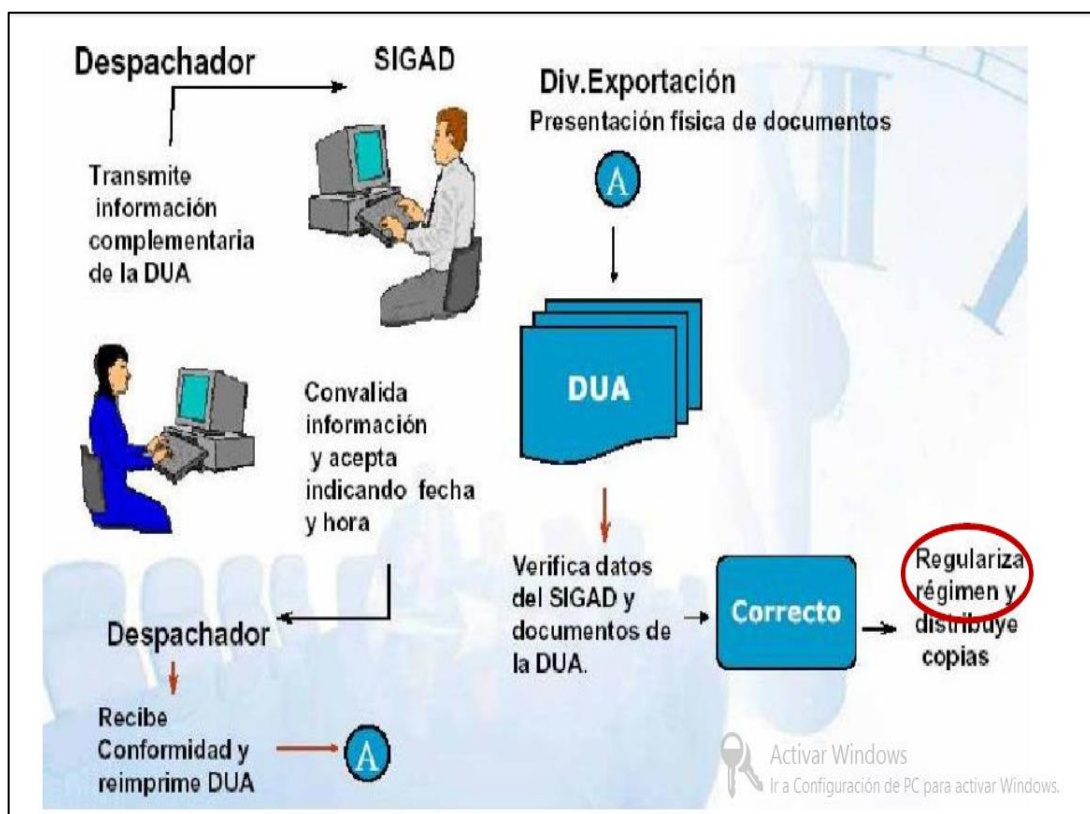 Despachador
SIGAD
Transmite
información
complementaria
de la DUA
Convalida
información
y acepta
indicando fecha
y hora
Despachador
Recibe
Conformidad y
reimprime DUA
A
Div.Exportación
Presentación física de documentos
A
DUA
Verifica datos
del SIGAD y
documentos de
la DUA.
Correcto
Regulariza
régimen y
distribuye
copias
Activar Windows
Ir a Configuración de PC para activar Windows.